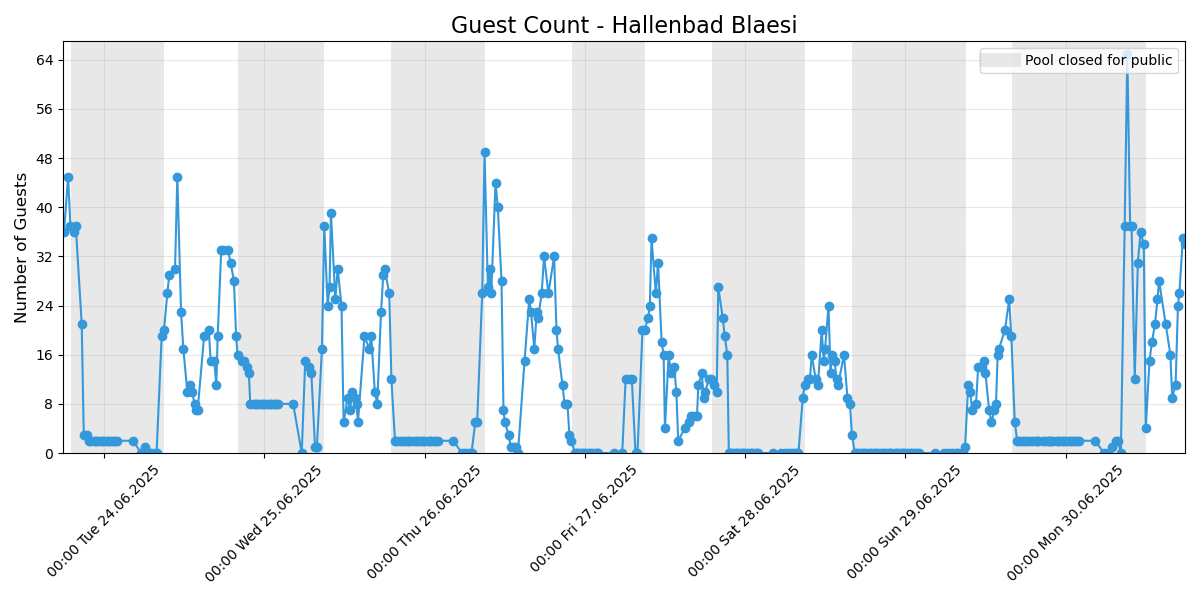 Guest Count - Hallenbad Blaesi
Pool closed for public
Number of Guests
64
56
48
40
32
24
16
8
0
00:00 Tue 24.06.2025
00:00 Wed 25.06.2025
00:00 Thu 26.06.2025
00:00 Fri 27.06.2025
00:00 Sat 28.06.2025
00:00 Sun 29.06.2025
00:00 Mon 30.06.2025